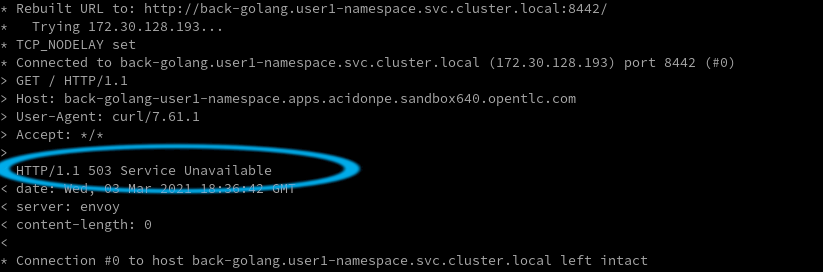 * Rebuilt URL to: http://back-golang.user1-namespace.svc.cluster.local:8442/
*   Trying 172.30.128.193...
* TCP_NODELAY set
* Connected to back-golang.user1-namespace.svc.cluster.local (172.30.128.193) port 8442 (#0)
> GET / HTTP/1.1
> Host: back-golang-user1-namespace.apps.acidonpe.sandbox640.opentlc.com
> User-Agent: curl/7.61.1
> Accept: */*
>
HTTP/1.1 503 Service Unavailable
< date: Wed, 03 Mar 2021 18:36:42 GMT
< server: envoy
< content-length: 0
<
* Connection #0 to host back-golang.user1-namespace.svc.cluster.local left intact